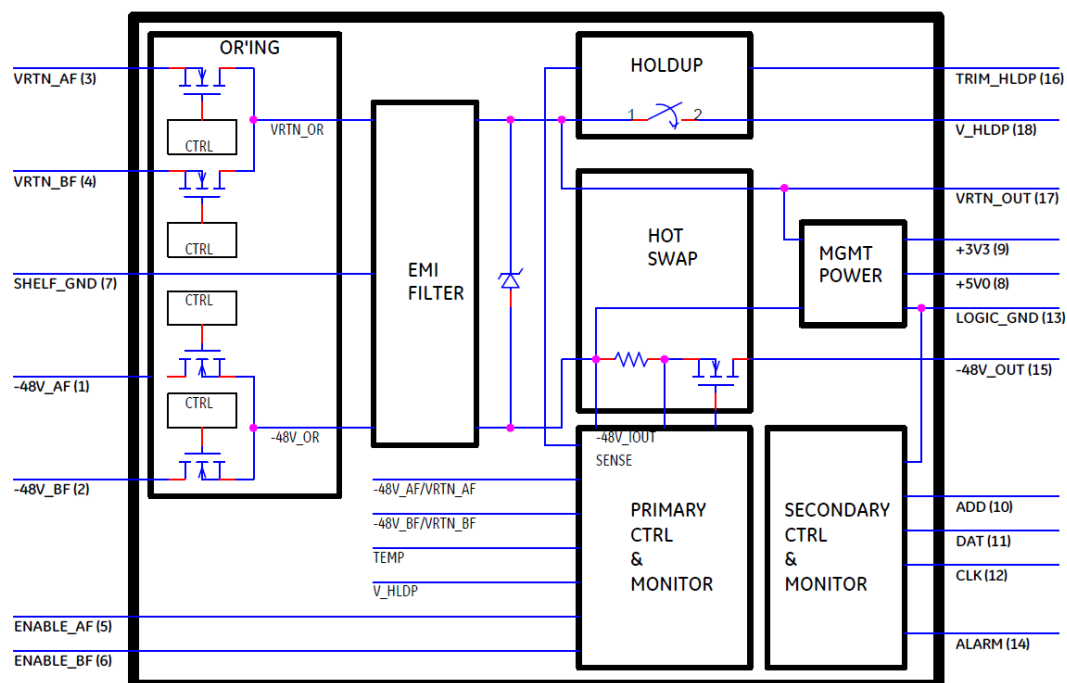 OR'ING
HOLDUP
VRTN_AF (3)
TRIM_HLDP (16)
1
2
CTRL
VRTN_OR
V_HLDP (18)
VRTN_BF (4)
VRTN_OUT (17)
CTRL
HOT
SWAP
MGMT
POWER
+3V3 (9)
EMI
FILTER
SHELF_GND (7)
+5V0 (8)
CTRL
LOGIC_GND (13)
-48V_AF (1)
-48V_OUT (15)
CTRL
-48V_OR
-48V_IOUT
SENSE
-48V_BF (2)
-48V_AF/VRTN_AF
PRIMARY
CTRL
&
MONITOR
SECONDARY
CTRL
&
MONITOR
ADD (10)
-48V_BF/VRTN_BF
DAT (11)
TEMP
CLK (12)
V_HLDP
ENABLE_AF (5)
ALARM (14)
ENABLE_BF (6)